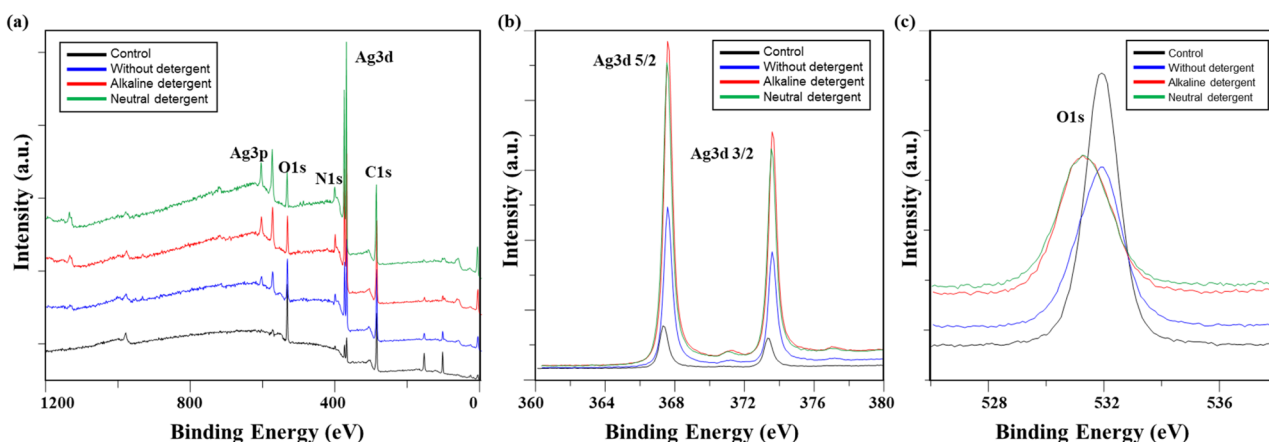 (a)
Control
Without detergent
Alkaline detergent
Neutral detergent
Ag3d
Ag3p
O1s
N1s
C1s
Intensity (a.u.)
1200
800
400
0
Binding Energy (eV)
(b)
Ag3d 5/2
Control
Without detergent
Alkaline detergent
Neutral detergent
Ag3d 3/2
Intensity (a.u.)
360
364
368
372
376
380
Binding Energy (eV)
(c)
Control
Without detergent
Alkaline detergent
Neutral detergent
O1s
Intensity (a.u.)
528
532
536
Binding Energy (eV)